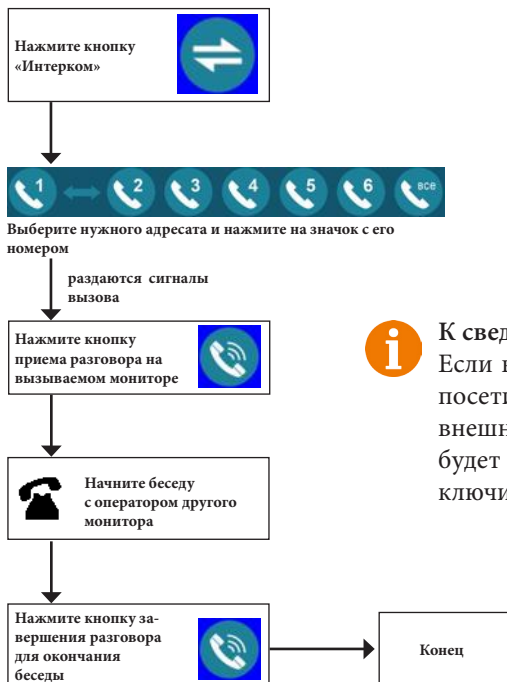 Нажмите кнопку
«Интерком»
1 2 3 4 5 6 все
Выберите нужного адресата и нажмите на значок с его
номером
раздаются сигналы
вызова
Нажмите кнопку
приема разговора на
вызываемом мониторе
К
Если
внешн
будет
Начните беседу
с оператором другого
монитора
Нажмите кнопку за-
вершения разговора
для окончания
беседы
Конец